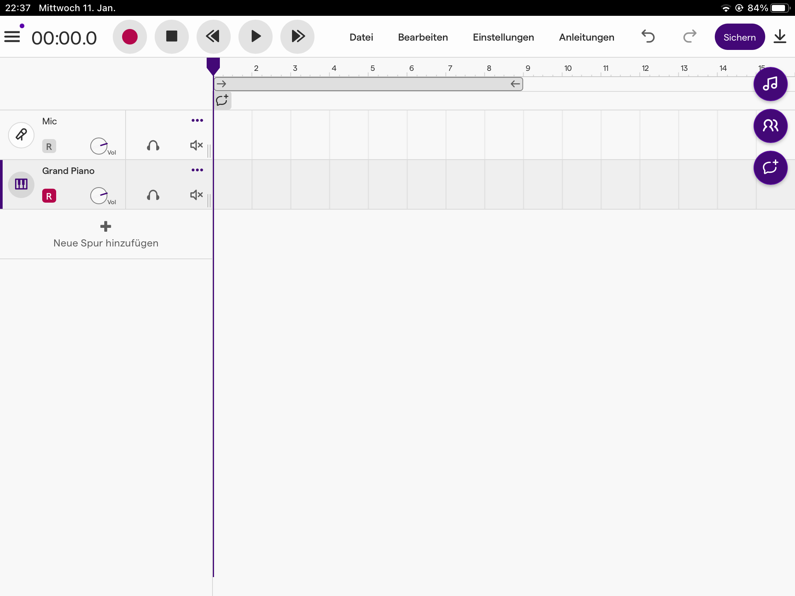 22:37 Mittwoch 11. Jan. 84%
00:00.0 Datei Bearbeiten Einstellungen Anleitungen Sichern
2 3 4 5 6 7 8 9 10 11 12 13 14 15
Mic
R Vol
Grand Piano
R Vol
Neue Spur hinzufügen